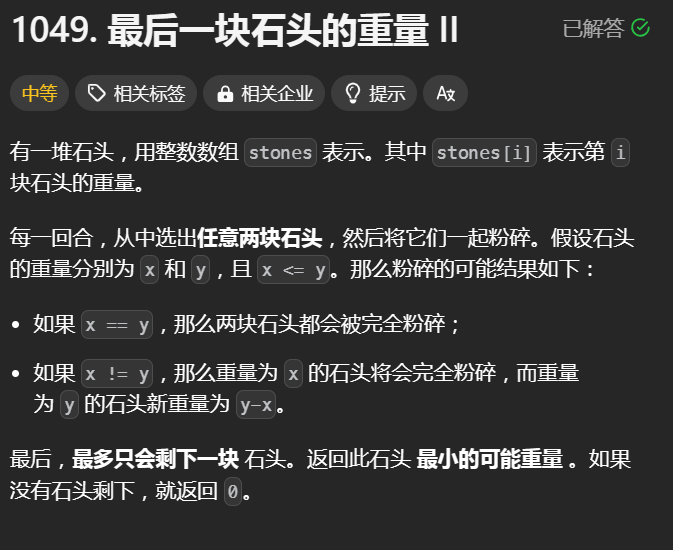 1049. 最后一块石头的重量 II
已解答
中等 相关标签 相关企业 提示
有一堆石头，用整数数组 stones 表示。其中 stones[i] 表示第 i
块石头的重量。
每一回合，从中选出任意两块石头，然后将它们一起粉碎。假设石头
的重量分别为 x 和 y，且 x <= y。那么粉碎的可能结果如下：
• 如果 x == y，那么两块石头都会被完全粉碎；
• 如果 x != y，那么重量为 x 的石头将会完全粉碎，而重量
为 y 的石头新重量为 y-x。
最后，最多只会剩下一块 石头。返回此石头 最小的可能重量 。如果
没有石头剩下，就返回 0。